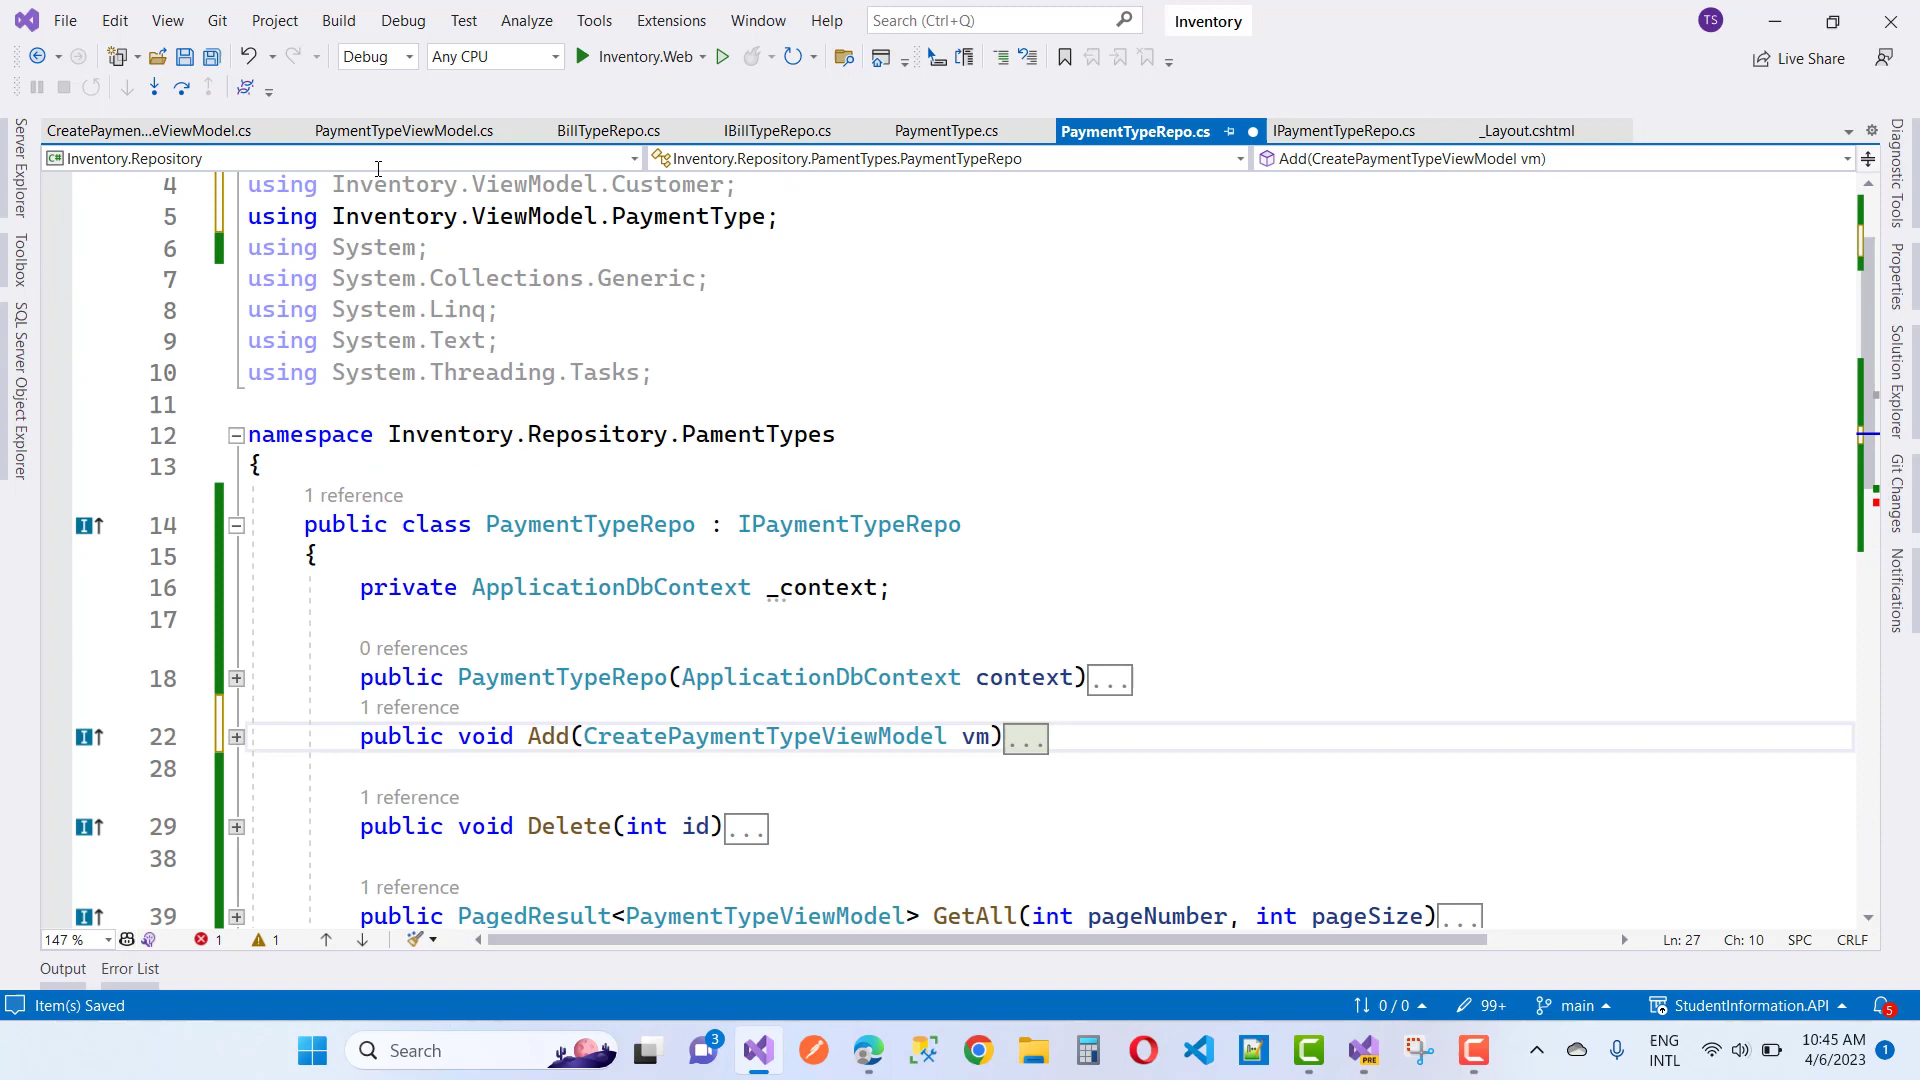 File Edit View Git Project Build Debug Test Analyze Tools Extensions Window Help Search (Ctrl+Q) Inventory TS
Debug Any CPU Inventory.Web Live Share
CreatePaymen...eViewModel.cs PaymentTypeViewModel.cs BillTypeRepo.cs IBillTypeRepo.cs PaymentType.cs PaymentTypeRepo.cs IPaymentTypeRepo.cs _Layout.cshtml
Inventory.Repository Inventory.Repository.PamentTypes.PaymentTypeRepo Add(CreatePaymentTypeViewModel vm)
Server Explorer
Toolbox
SQL Server Object Explorer
4 using Inventory.ViewModel.Customer;
5 using Inventory.ViewModel.PaymentType;
6 using System;
7 using System.Collections.Generic;
8 using System.Linq;
9 using System.Text;
10 using System.Threading.Tasks;
11
12 namespace Inventory.Repository.PamentTypes
13 {
1 reference
14 public class PaymentTypeRepo : IPaymentTypeRepo
15 {
16 private ApplicationDbContext _context;
17
0 references
18 public PaymentTypeRepo(ApplicationDbContext context)...
1 reference
22 public void Add(CreatePaymentTypeViewModel vm)...
28
1 reference
29 public void Delete(int id)...
38
1 reference
39 public PagedResult<PaymentTypeViewModel> GetAll(int pageNumber, int pageSize)...
Diagnostic Tools
Properties
Solution Explorer
Git Changes
Notifications
147 % 1 1 Ln: 27 Ch: 10 SPC CRLF
Output Error List
Item(s) Saved 0 / 0 99+ main StudentInformation.API 5
Search 3 PRE ENG INTL 10:45 AM 4/6/2023 1